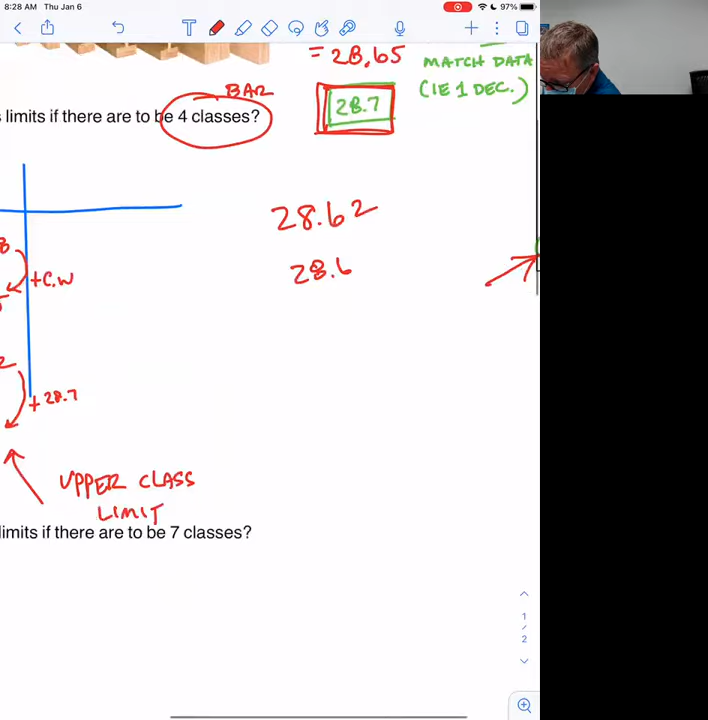 8:28 AM Thu Jan 6
97%
T
= 28.65
MATCH DATA
(IE 1 DEC.)
BAR
28.7
limits if there are to be 4 classes?
28.62
+C.W
28.6
+ 28.7
UPPER CLASS
LIMIT
limits if there are to be 7 classes?
1
/
2